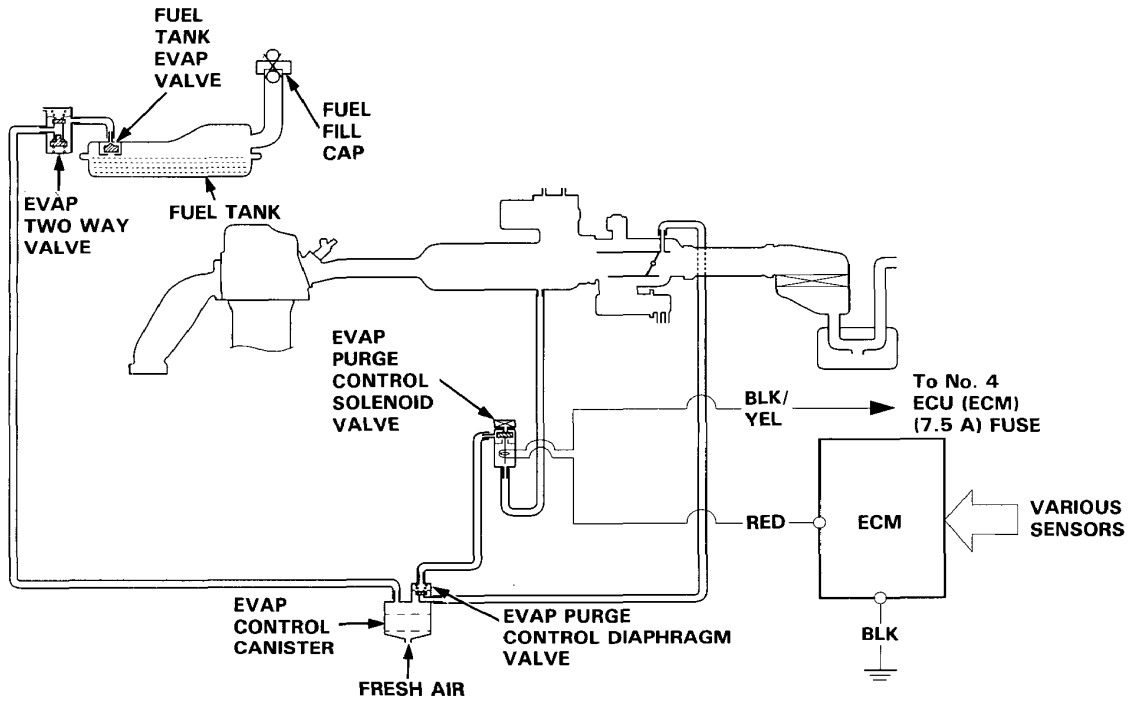 FUEL
TANK
EVAP
VALVE
FUEL
FILL
CAP
EVAP
TWO WAY
VALVE
FUEL TANK
EVAP
PURGE
CONTROL
SOLENOID
VALVE
BLK/
YEL
To No. 4
ECU (ECM)
(7.5 A) FUSE
RED
ECM
VARIOUS
SENSORS
EVAP
CONTROL
CANISTER
EVAP PURGE
CONTROL DIAPHRAGM
VALVE
BLK
FRESH AIR